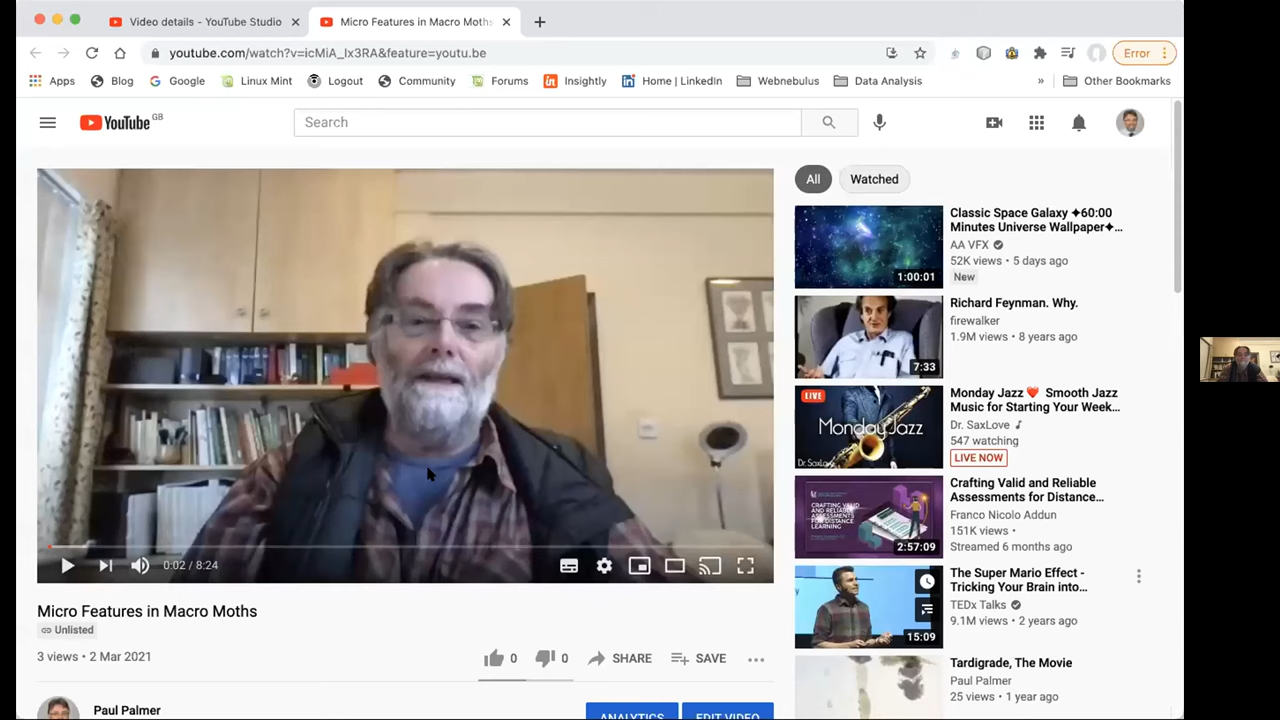 Video details - YouTube Studio
Micro Features in Macro Moths
youtube.com/watch?v=icMiA_Ix3RA&feature=youtu.be
Error
Apps
Blog
Google
Linux Mint
Logout
Community
Forums
Insightly
Home | LinkedIn
Webnebulus
Data Analysis
»
Other Bookmarks
YouTube GB
Search
All
Watched
Classic Space Galaxy ✦60:00
Minutes Universe Wallpaper✦…
AA VFX
52K views • 5 days ago
New
1:00:01
Richard Feynman. Why.
firewalker
1.9M views • 8 years ago
7:33
LIVE
Monday Jazz
Dr.SaxLove
Monday Jazz ❤️ Smooth Jazz
Music for Starting Your Week…
Dr. SaxLove
547 watching
LIVE NOW
CRAFTING VALID
AND RELIABLE
ASSESSMENTS
FOR DISTANCE
LEARNING
2:57:09
Crafting Valid and Reliable
Assessments for Distance…
Franco Nicolo Addun
151K views •
Streamed 6 months ago
The Super Mario Effect -
Tricking Your Brain into…
TEDx Talks
9.1M views • 2 years ago
15:09
Tardigrade, The Movie
Paul Palmer
25 views • 1 year ago
0:02 / 8:24
Micro Features in Macro Moths
Unlisted
3 views • 2 Mar 2021
0
0
SHARE
SAVE
Paul Palmer
ANALYTICS
EDIT VIDEO